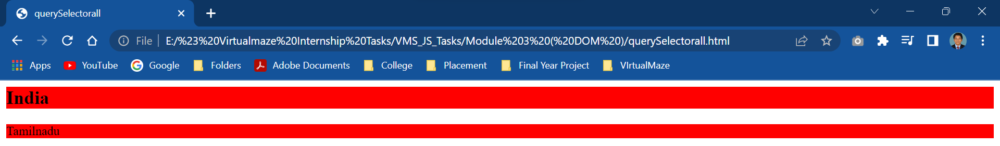 querySelectorall
File E:/%23%20Virtualmaze%20Internship%20Tasks/VMS_JS_Tasks/Module%203%20(%20DOM%20)/querySelectorall.html
Apps YouTube Google Folders Adobe Documents College Placement Final Year Project VIrtualMaze
India
Tamilnadu